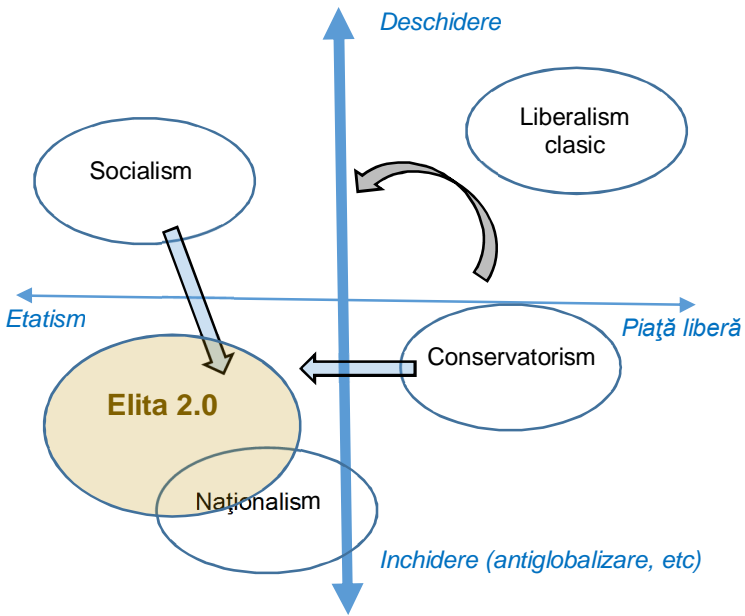 Deschidere
Liberalism
clasic
Socialism
Etatism
Piaţă liberă
Conservatorism
Elita 2.0
Naţionalism
Inchidere (antiglobalizare, etc)